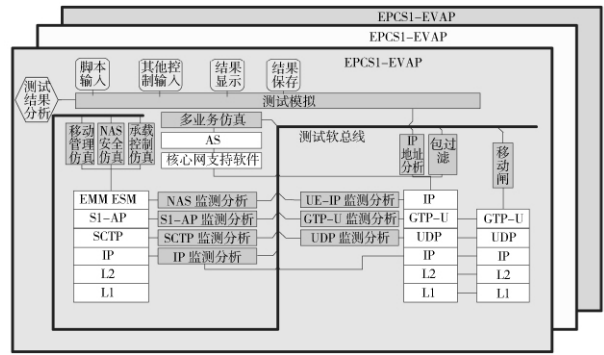 EPCS1-EVAP
EPCS1-EVAP
EPCS1-EVAP
脚本
输入
其他控
制输入
结果
显示
结果
保存
测试
结果
分析
测试模拟
移动
管理
仿真
NAS
安全
仿真
承载
控制
仿真
多业务仿真
AS
核心网支持软件
测试软总线
IP
地址
分析
包过
滤
移
动
闸
EMM ESM
S1-AP
SCTP
IP
L2
L1
NAS 监测分析
S1-AP 监测分析
SCTP 监测分析
IP 监测分析
UE-IP 监测分析
GTP-U 监测分析
UDP 监测分析
IP
GTP-U
UDP
IP
L2
L1
GTP-U
UDP
IP
L2
L1